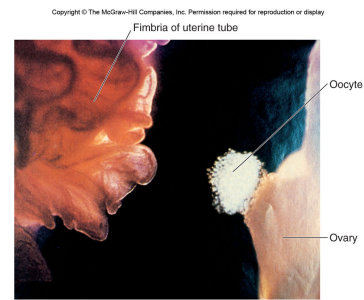 Copyright © The McGraw-Hill Companies, Inc. Permission required for reproduction or display
Fimbria of uterine tube
Oocyte
Ovary